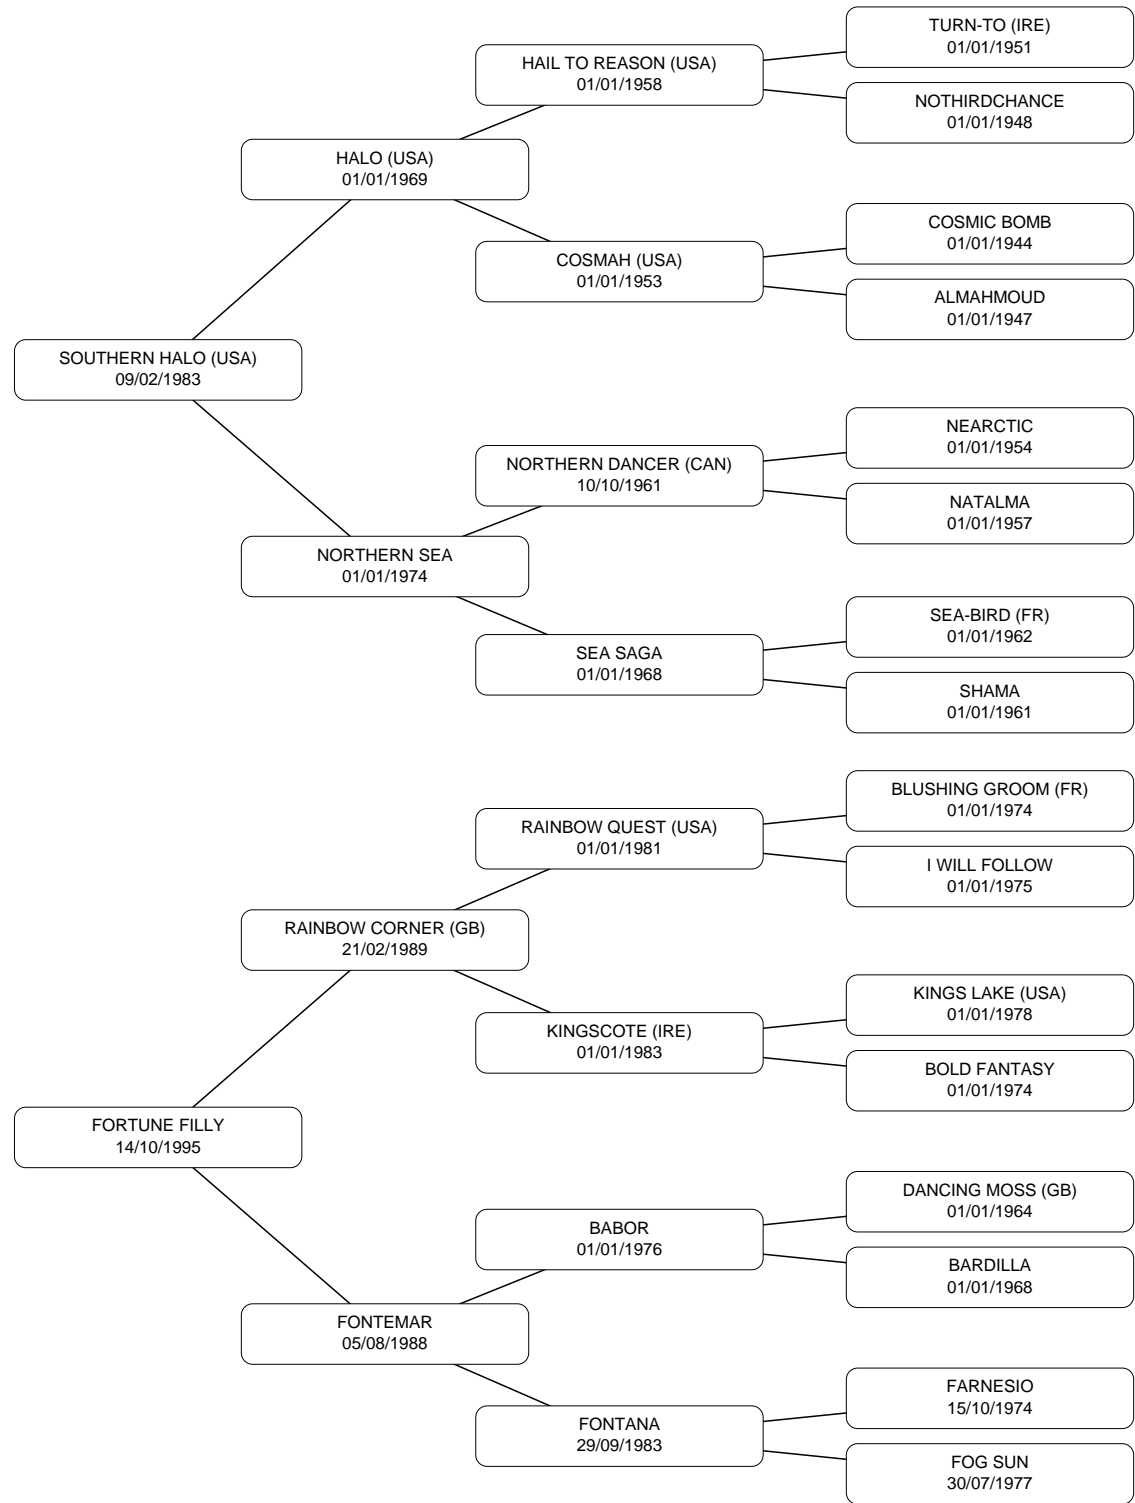 TURN-TO (IRE)
01/01/1951
HAIL TO REASON (USA)
01/01/1958
NOTHIRDCHANCE
01/01/1948
HALO (USA)
01/01/1969
COSMIC BOMB
01/01/1944
COSMAH (USA)
01/01/1953
ALMAHMOUD
01/01/1947
SOUTHERN HALO (USA)
09/02/1983
NEARCTIC
01/01/1954
NORTHERN DANCER (CAN)
10/10/1961
NATALMA
01/01/1957
NORTHERN SEA
01/01/1974
SEA-BIRD (FR)
01/01/1962
SEA SAGA
01/01/1968
SHAMA
01/01/1961
BLUSHING GROOM (FR)
01/01/1974
RAINBOW QUEST (USA)
01/01/1981
I WILL FOLLOW
01/01/1975
RAINBOW CORNER (GB)
21/02/1989
KINGS LAKE (USA)
01/01/1978
KINGSCOTE (IRE)
01/01/1983
BOLD FANTASY
01/01/1974
FORTUNE FILLY
14/10/1995
DANCING MOSS (GB)
01/01/1964
BABOR
01/01/1976
BARDILLA
01/01/1968
FONTEMAR
05/08/1988
FARNESIO
15/10/1974
FONTANA
29/09/1983
FOG SUN
30/07/1977